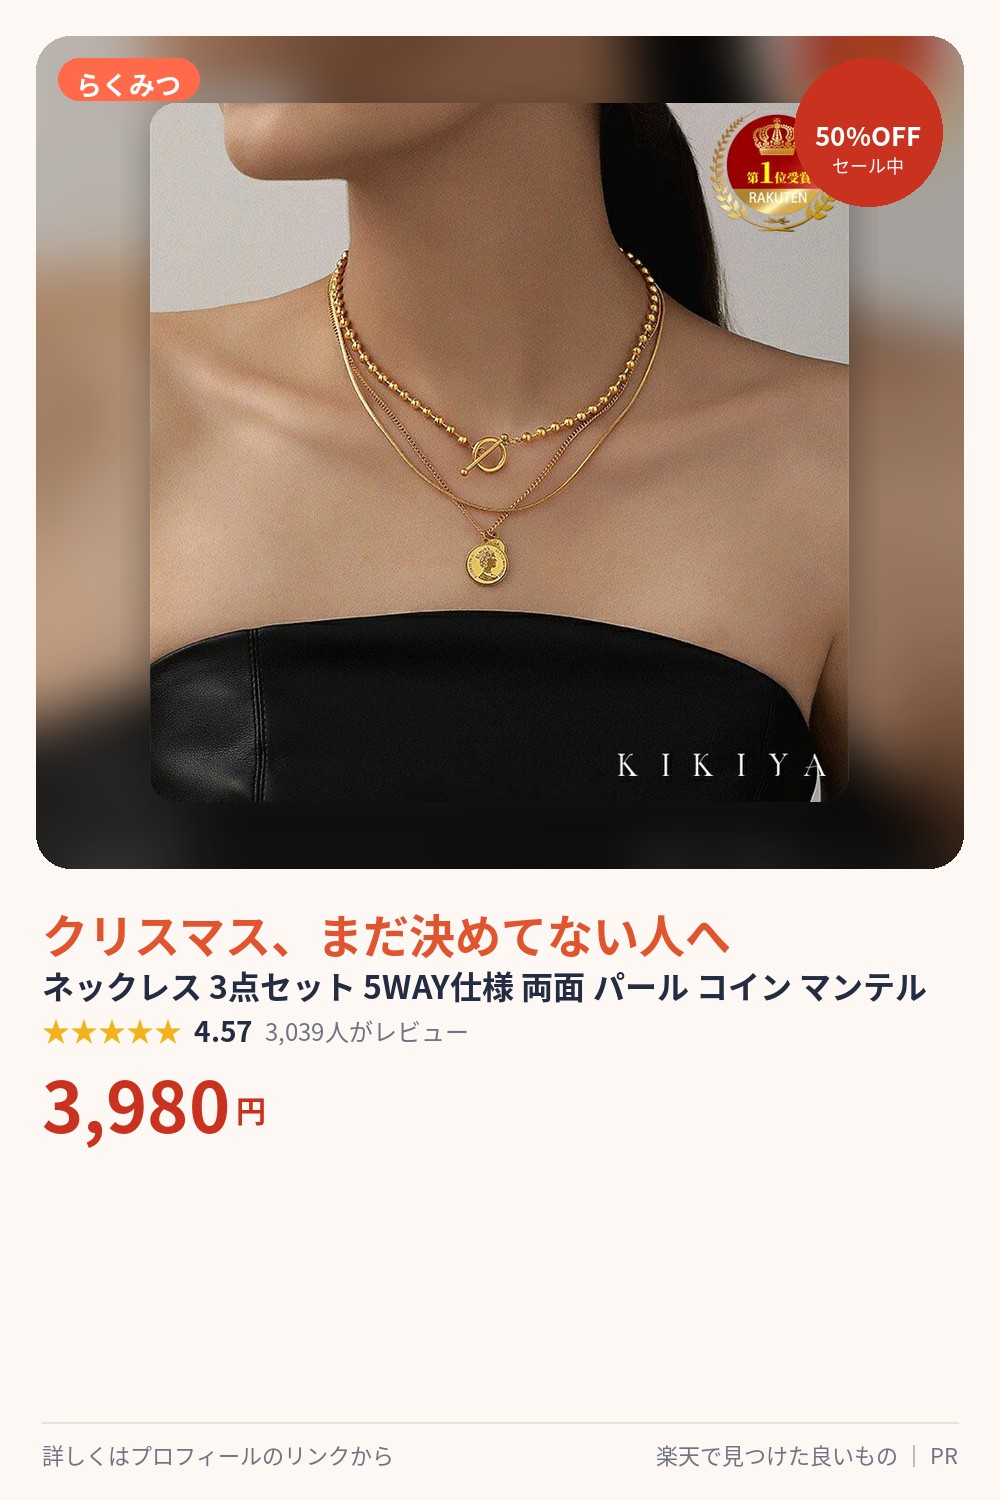 らくみつ
50%OFF
セール中
第1位受賞
RAKUTEN
KIKIYA
クリスマス、まだ決めてない人へ
ネックレス 3点セット 5WAY仕様 両面 パール コイン マンテル
★★★★★ 4.57 3,039人がレビュー
3,980円
詳しくはプロフィールのリンクから
楽天で見つけた良いもの | PR